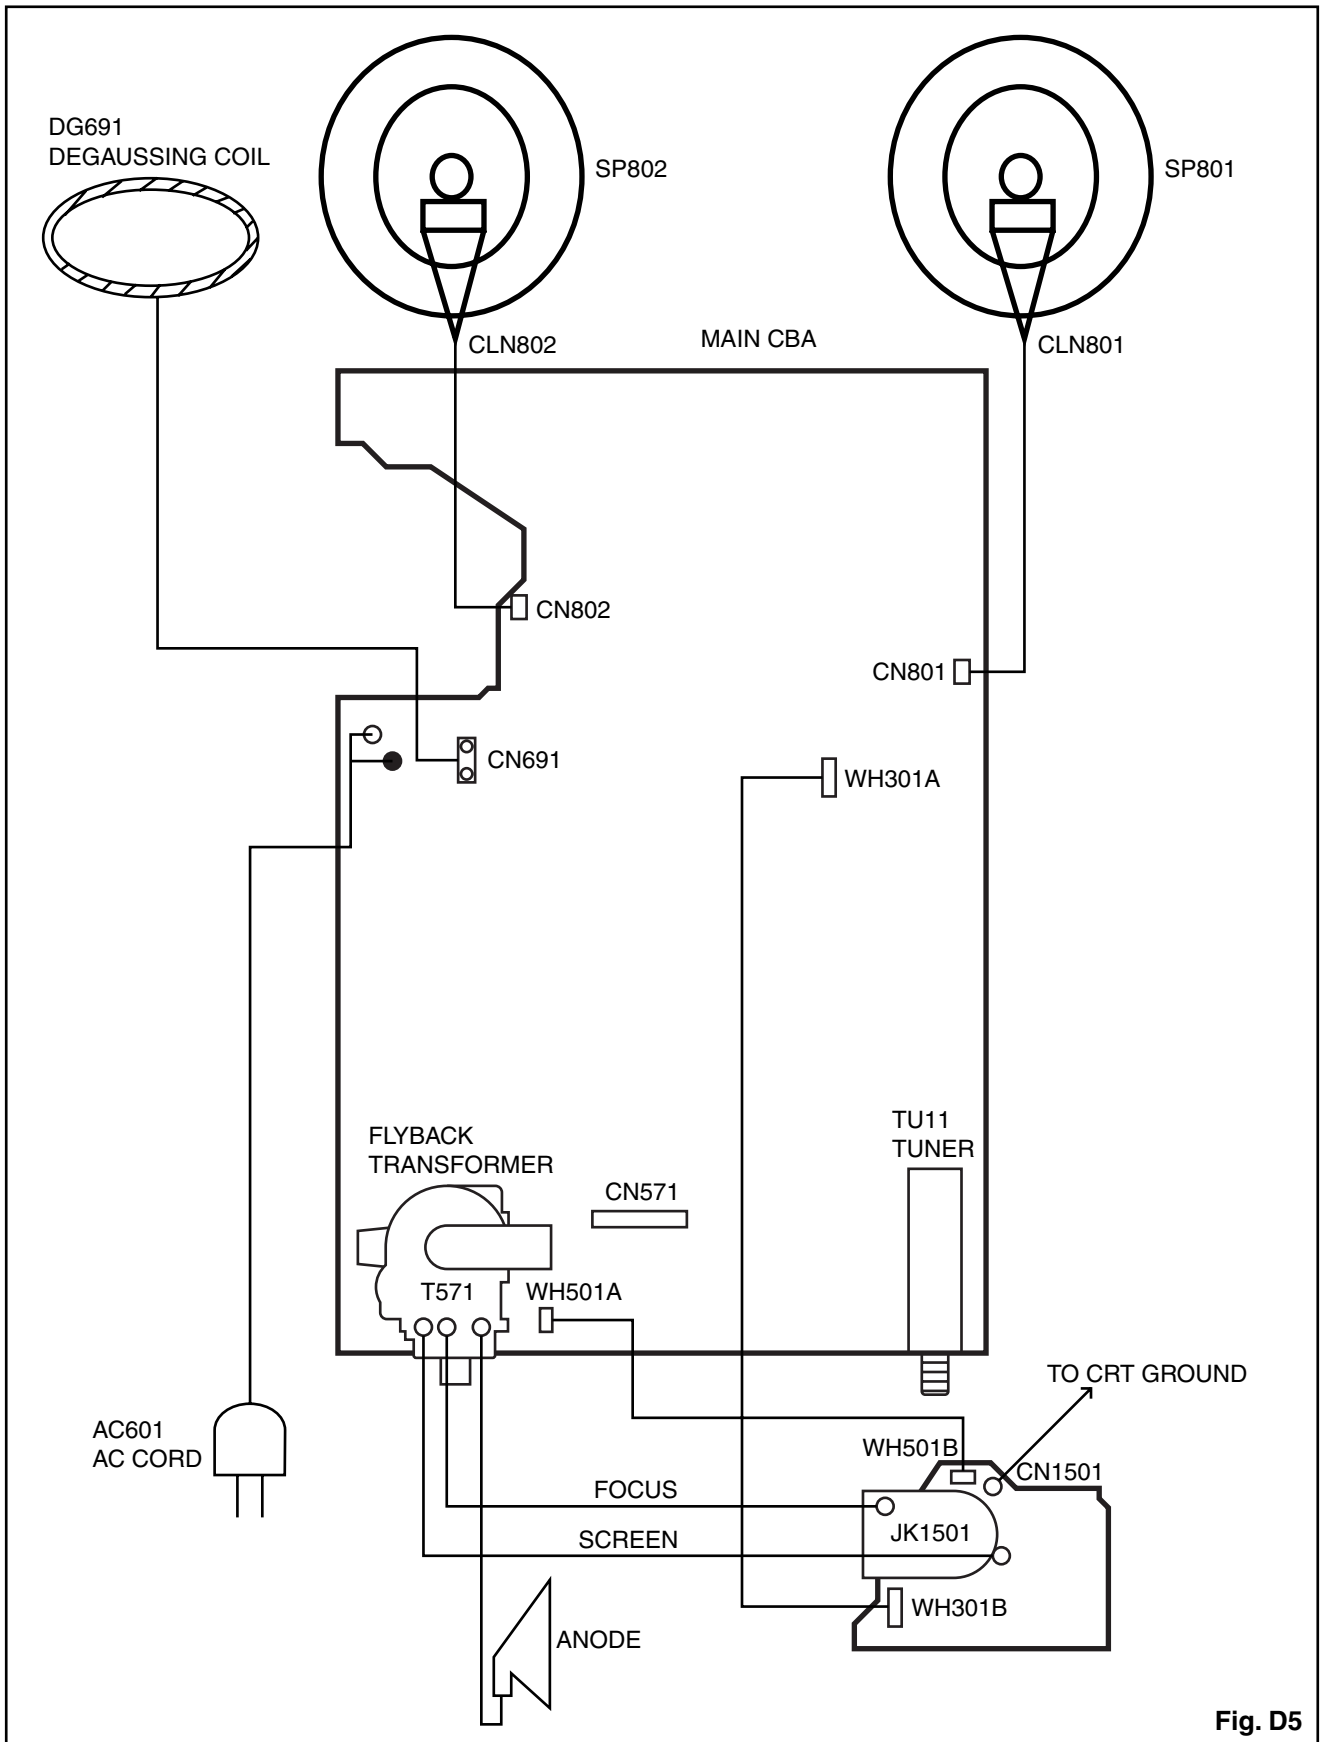 DG691
DEGAUSSING COIL
SP802
SP801
CLN802
MAIN CBA
CLN801
CN802
CN801
CN691
WH301A
TU11
TUNER
FLYBACK
TRANSFORMER
CN571
T571
WH501A
TO CRT GROUND
AC601
AC CORD
WH501B
CN1501
FOCUS
JK1501
SCREEN
WH301B
ANODE
Fig. D5